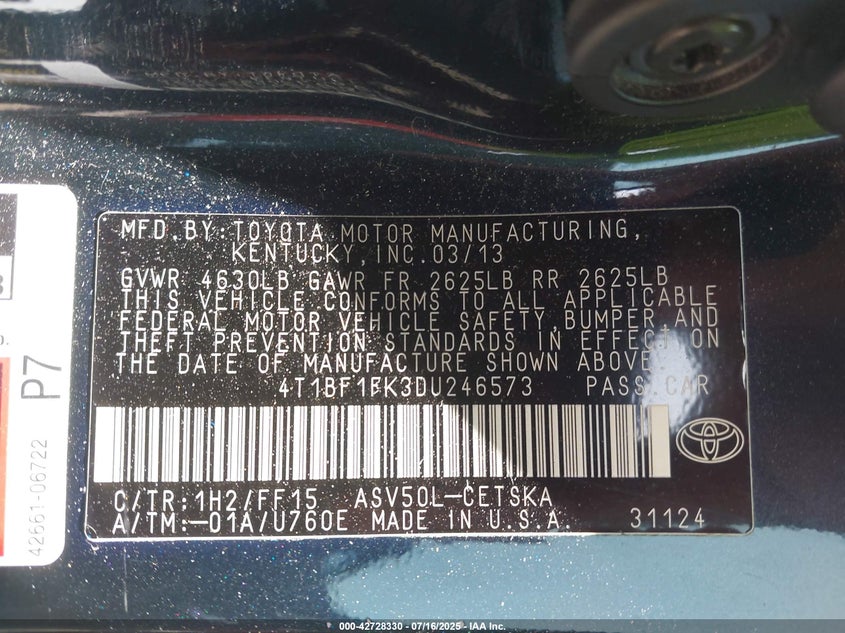 MFD.BY:TOYOTA MOTOR MANUFACTURING,
KENTUCKY,INC.03/13
GVWR 4630LB GAWR FR 2625LB RR 2625LB
THIS VEHICLE CONFORMS TO ALL APPLICABLE
FEDERAL MOTOR VEHICLE SAFETY,BUMPER,AND
THEFT PREVENTION STANDARDS IN EFFECT ON
THE DATE OF MANUFACTURE SHOWN ABOVE.
4T1BF1FK3DU246573 PASS.CAR
C/TR:1H2/FF15 ASV50L-CETSKA
A/TM:-01A/U760E MADE IN U.S.A. 31124
P7
42661-06722
000-42728330 - 07/16/2025 - IAA Inc.